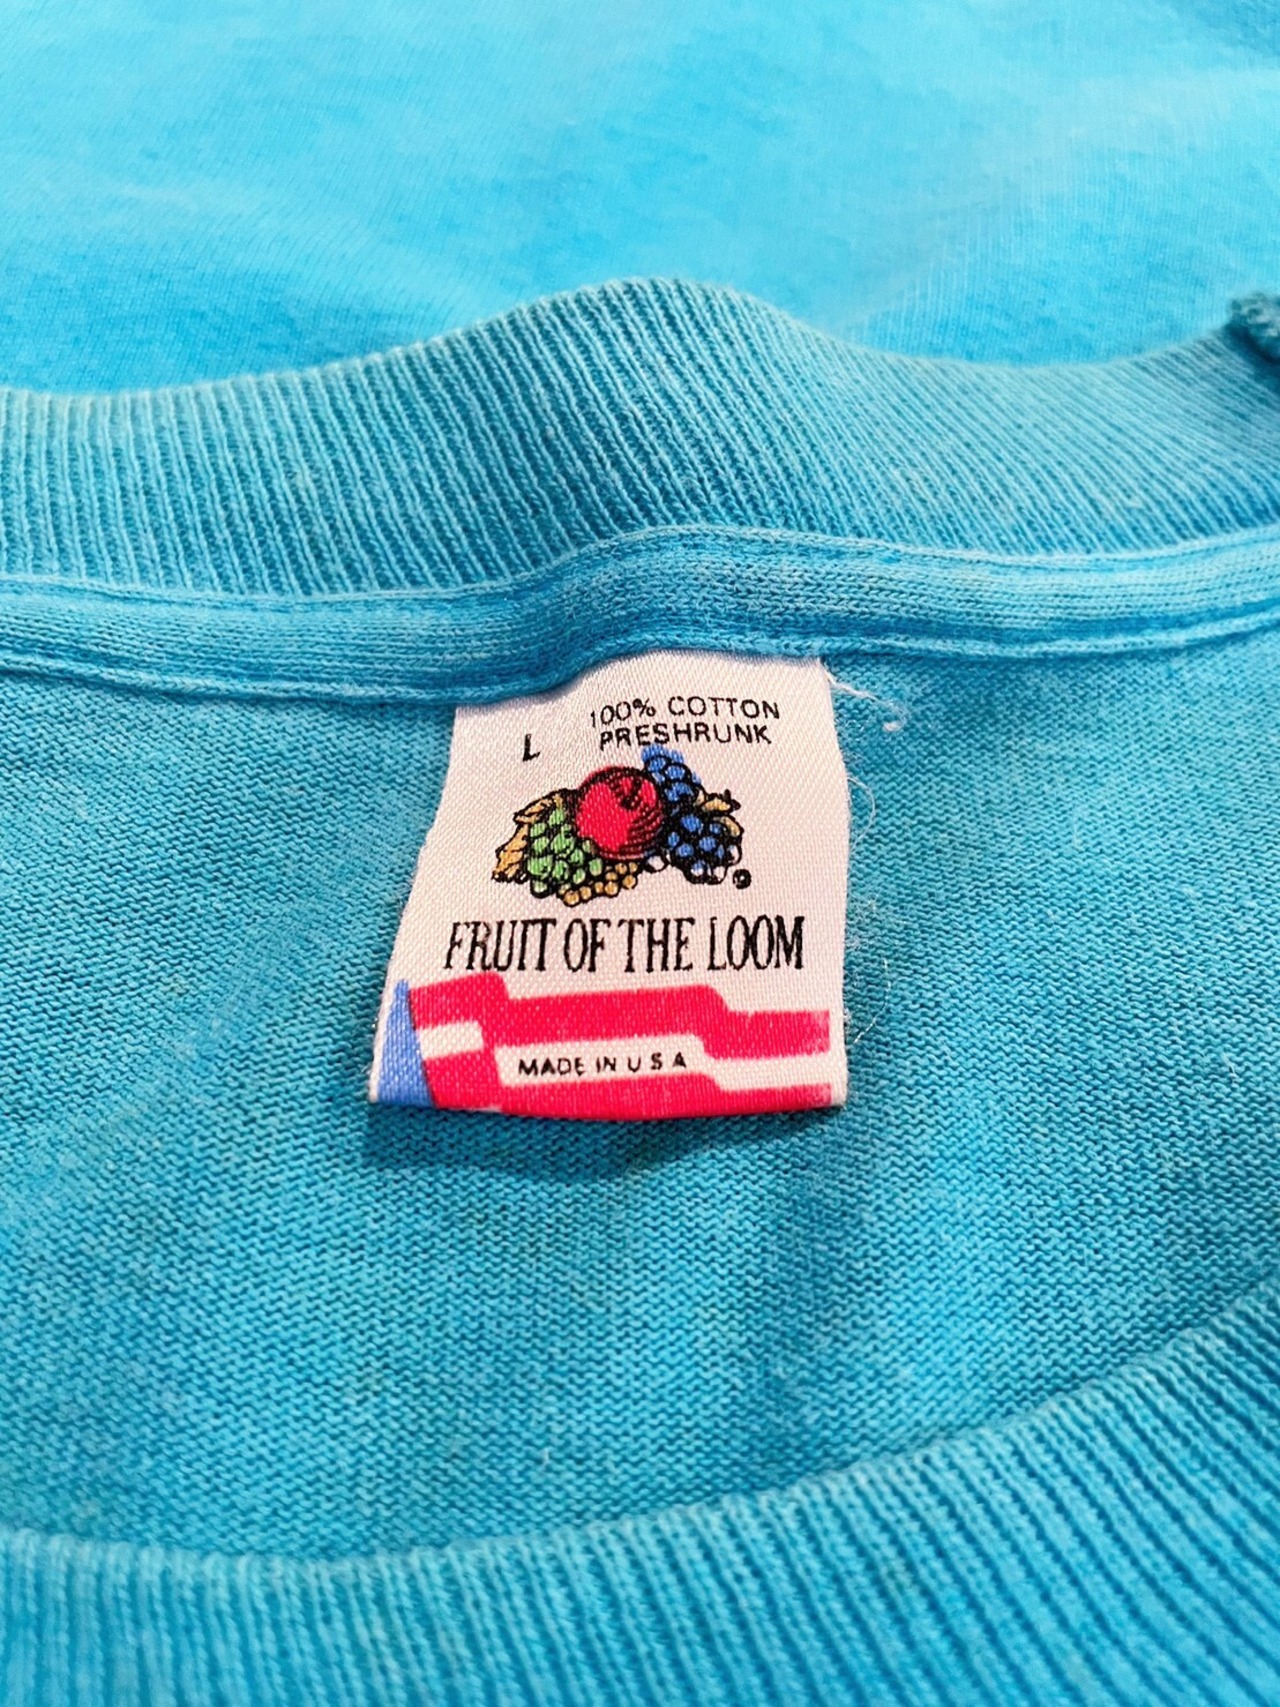 100% COTTON
L PRESHRUNK
FRUIT OF THE LOOM
MADE IN U S A